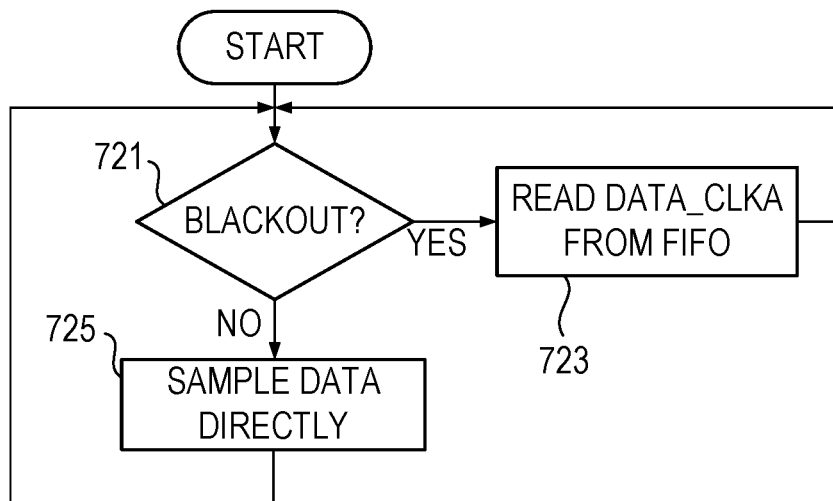 START
721
BLACKOUT?
YES
READ DATA_CLKA
FROM FIFO
723
NO
725
SAMPLE DATA
DIRECTLY